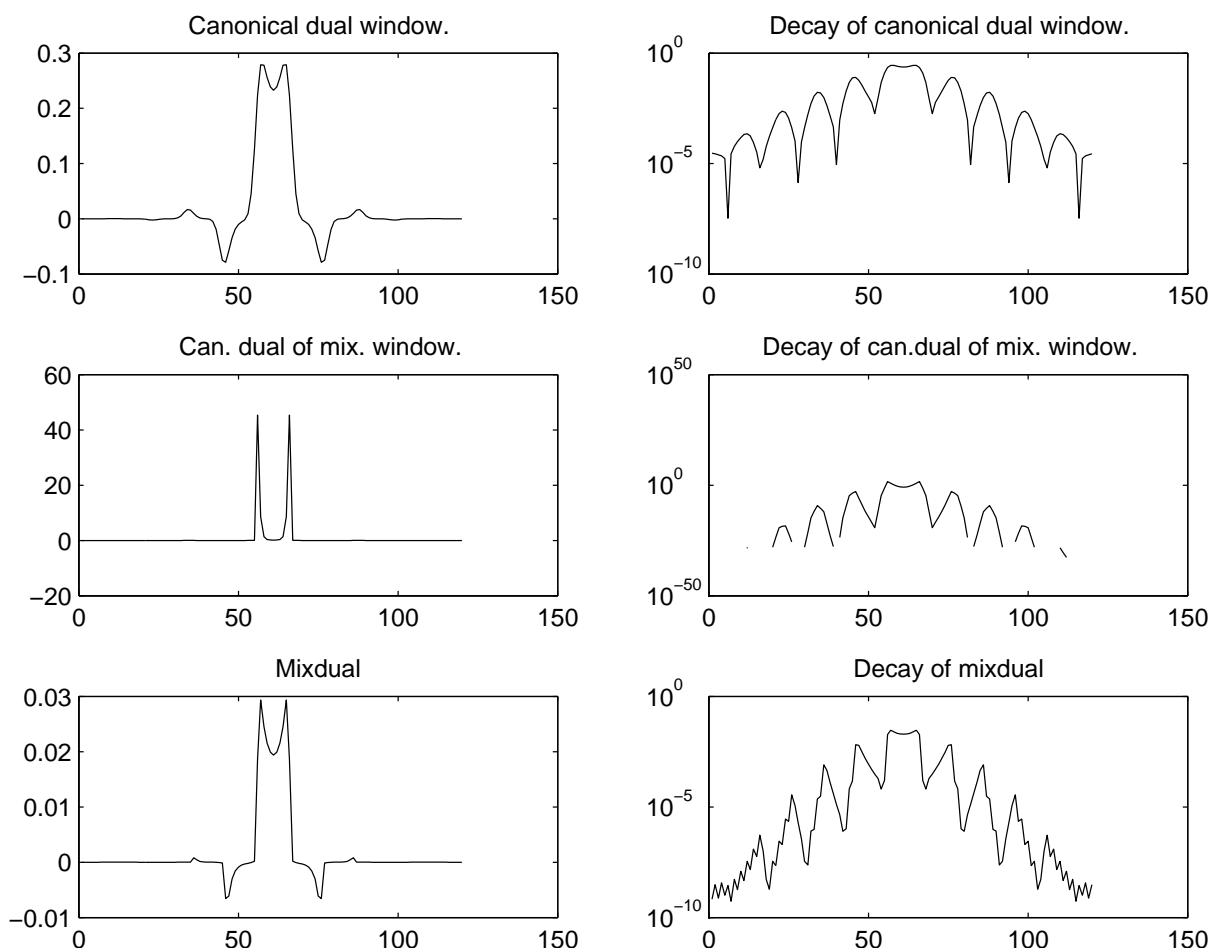 Canonical dual window.
0.3
0.2
0.1
0
−0.1
0 50 100 150
Decay of canonical dual window.
10^0
10^−5
10^−10
0 50 100 150
Can. dual of mix. window.
60
40
20
0
−20
0 50 100 150
Decay of can.dual of mix. window.
10^50
10^0
10^−50
0 50 100 150
Mixdual
0.03
0.02
0.01
0
−0.01
0 50 100 150
Decay of mixdual
10^0
10^−5
10^−10
0 50 100 150